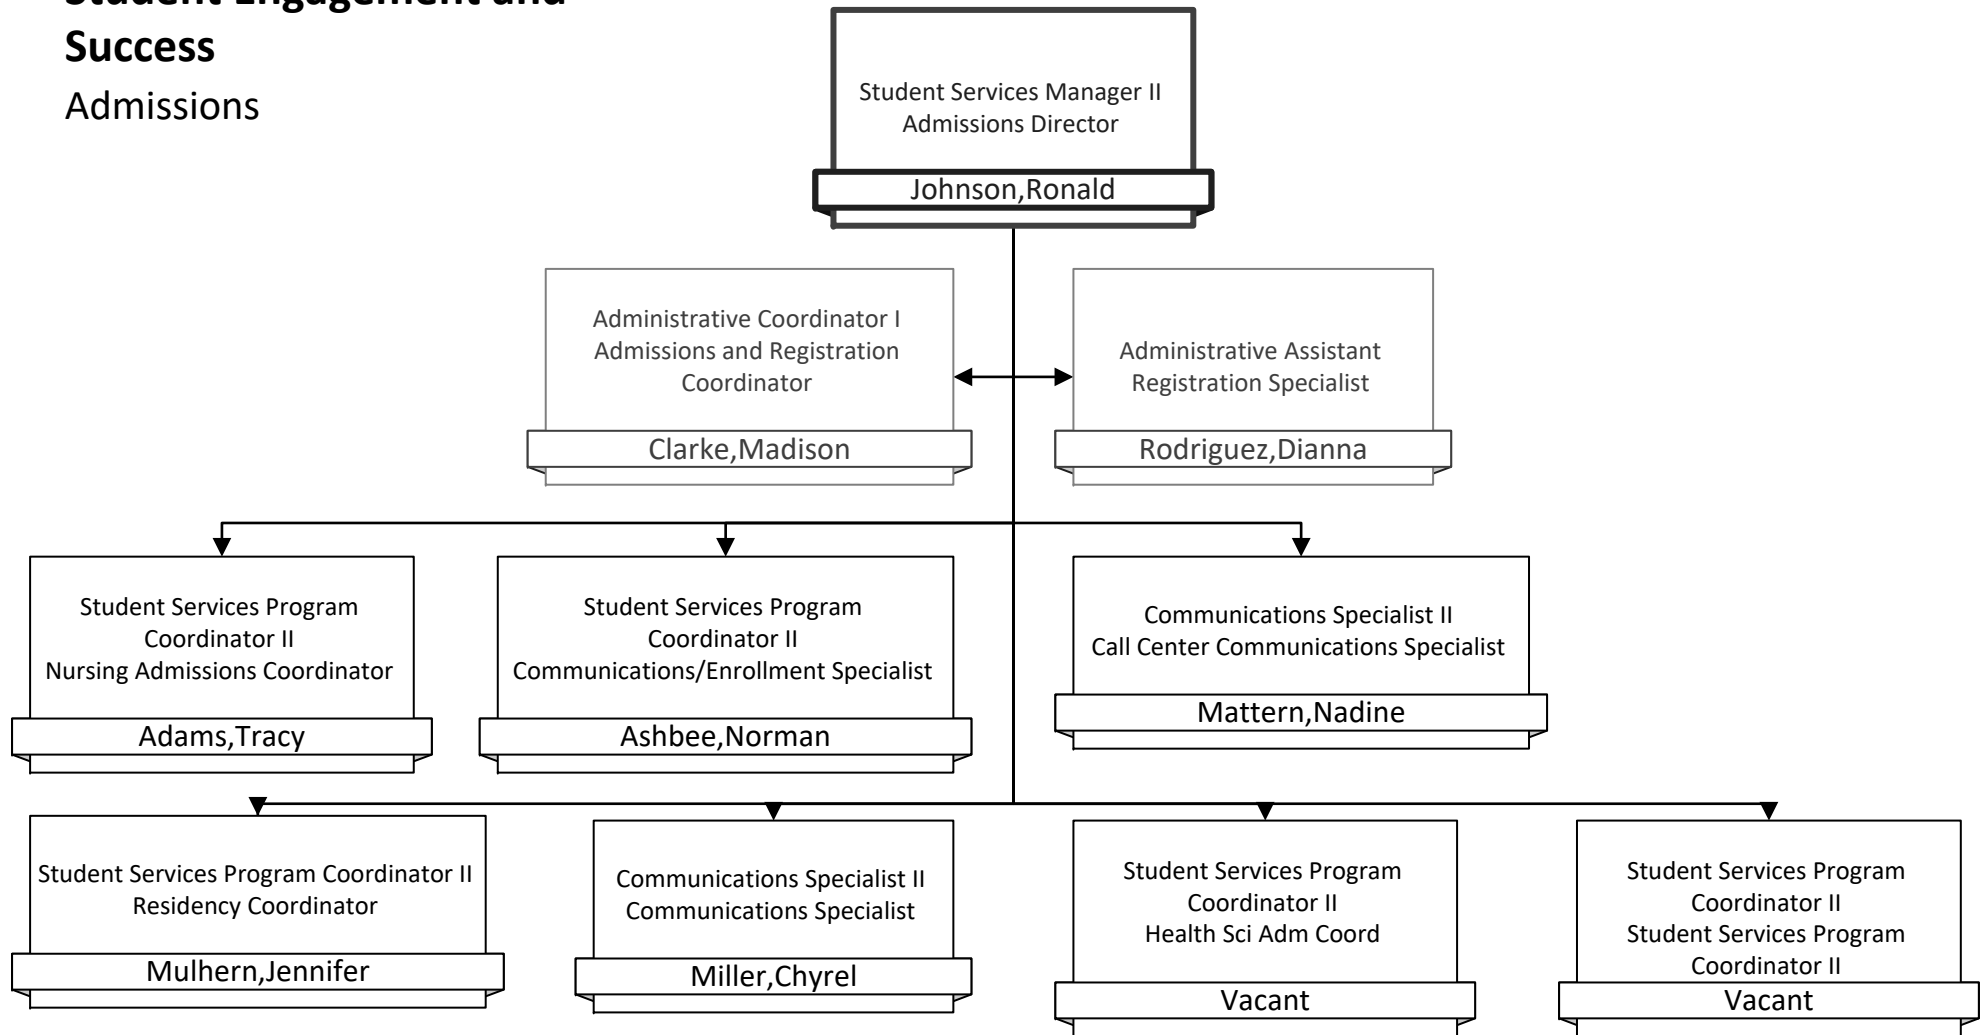 Student Engagement and
Success
Admissions
Student Services Manager II
Admissions Director
Johnson,Ronald
Administrative Coordinator I
Admissions and Registration
Coordinator
Clarke,Madison
Administrative Assistant
Registration Specialist
Rodriguez,Dianna
Student Services Program
Coordinator II
Nursing Admissions Coordinator
Adams,Tracy
Student Services Program
Coordinator II
Communications/Enrollment Specialist
Ashbee,Norman
Communications Specialist II
Call Center Communications Specialist
Mattern,Nadine
Student Services Program Coordinator II
Residency Coordinator
Mulhern,Jennifer
Communications Specialist II
Communications Specialist
Miller,Chyrel
Student Services Program
Coordinator II
Health Sci Adm Coord
Vacant
Student Services Program
Coordinator II
Student Services Program
Coordinator II
Vacant